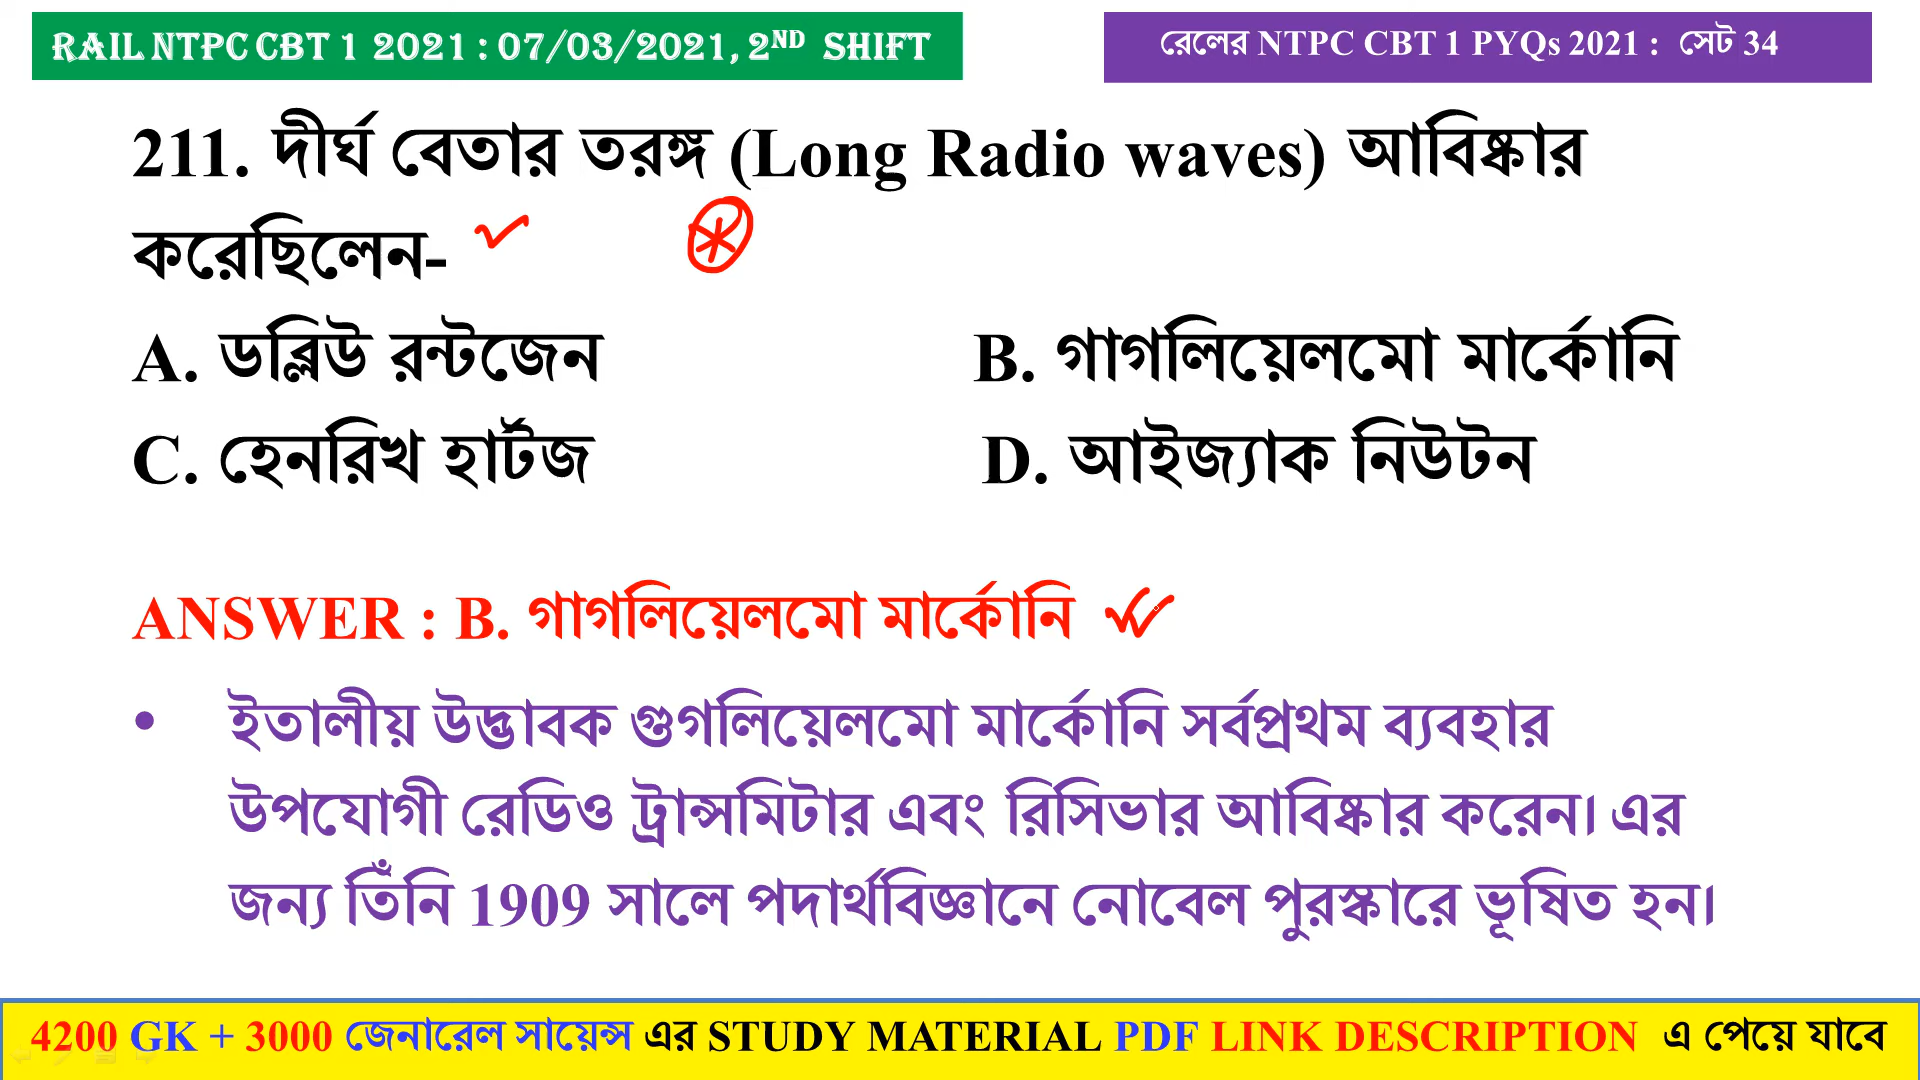 RAIL NTPC CBT 1 2021 : 07/03/2021, 2ND SHIFT
রেলের NTPC CBT 1 PYQs 2021 : সেট 34
211. দীর্ঘ বেতার তরঙ্গ (Long Radio waves) আবিষ্কার
করেছিলেন-
A. ডব্লিউ রন্টজেন B. গাগলিয়েলমো মার্কোনি
C. হেনরিখ হার্টজ D. আইজ্যাক নিউটন
ANSWER : B. গাগলিয়েলমো মার্কোনি
• ইতালীয় উদ্ভাবক গুগলিয়েলমো মার্কোনি সর্বপ্রথম ব্যবহার
উপযোগী রেডিও ট্রান্সমিটার এবং রিসিভার আবিষ্কার করেন। এর
জন্য তিঁনি 1909 সালে পদার্থবিজ্ঞানে নোবেল পুরস্কারে ভূষিত হন।
4200 GK + 3000 জেনারেল সায়েন্স এর STUDY MATERIAL PDF LINK DESCRIPTION এ পেয়ে যাবে